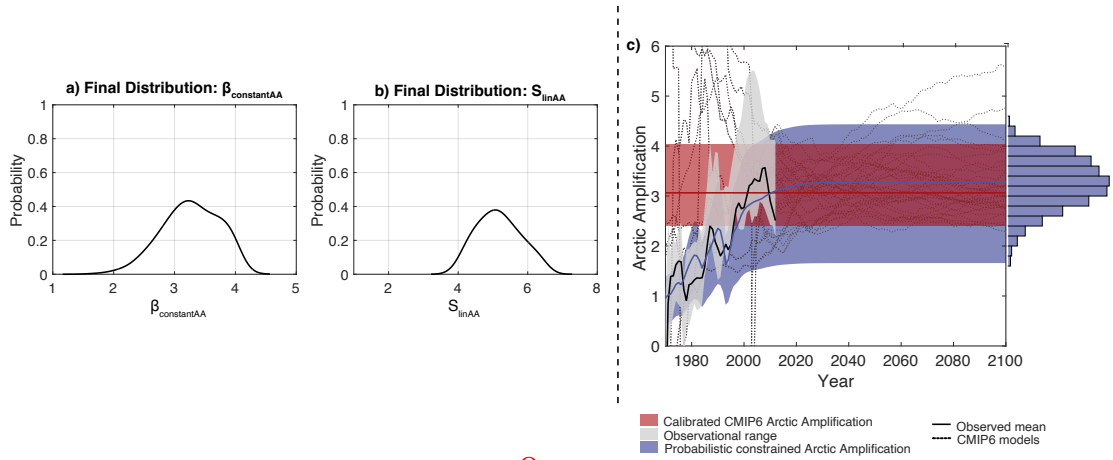 a) Final Distribution: βconstantAA
1
0.8
0.6
0.4
0.2
0
Probability
1 2 3 4 5
βconstantAA
b) Final Distribution: SlinAA
1
0.8
0.6
0.4
0.2
0
Probability
2 4 6 8
SlinAA
c)
6
5
4
3
2
1
0
Arctic Amplification
1980 2000 2020 2040 2060 2080 2100
Year
Calibrated CMIP6 Arctic Amplification
Observational range
Probabilistic constrained Arctic Amplification
Observed mean
CMIP6 models